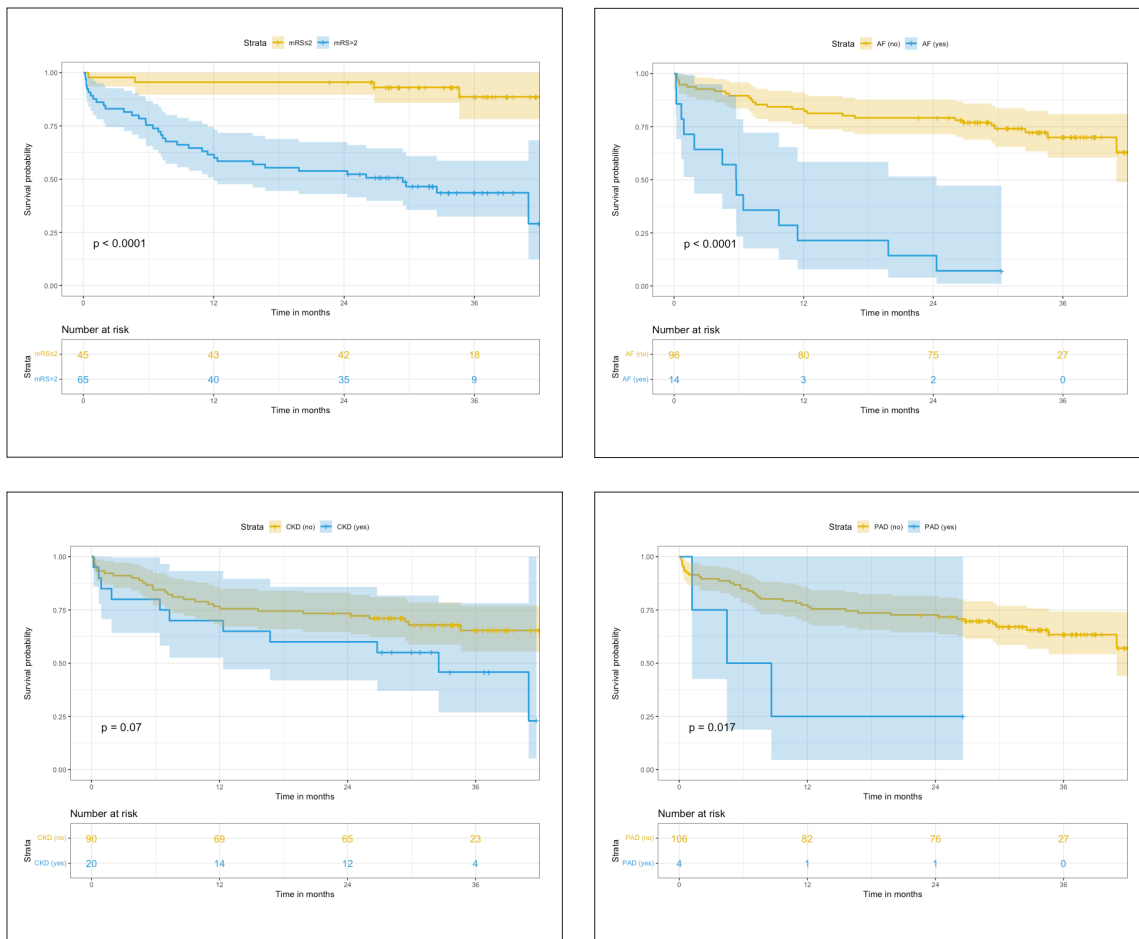 Strata mRS≤2 mRS>2
1.00
0.75
0.50
0.25
0.00
Survival probability
p < 0.0001
0 12 24 36
Time in months
Number at risk
Strata
mRS≤2 45 43 42 18
mRS>2 65 40 35 9
0 12 24 36
Time in months
Strata AF (no) AF (yes)
1.00
0.75
0.50
0.25
0.00
Survival probability
p < 0.0001
0 12 24 36
Time in months
Number at risk
Strata
AF (no) 96 80 75 27
AF (yes) 14 3 2 0
0 12 24 36
Time in months
Strata CKD (no) CKD (yes)
1.00
0.75
0.50
0.25
0.00
Survival probability
p = 0.07
0 12 24 36
Time in months
Number at risk
Strata
CKD (no) 90 69 65 23
CKD (yes) 20 14 12 4
0 12 24 36
Time in months
Strata PAD (no) PAD (yes)
1.00
0.75
0.50
0.25
0.00
Survival probability
p = 0.017
0 12 24 36
Time in months
Number at risk
Strata
PAD (no) 106 82 76 27
PAD (yes) 4 1 1 0
0 12 24 36
Time in months